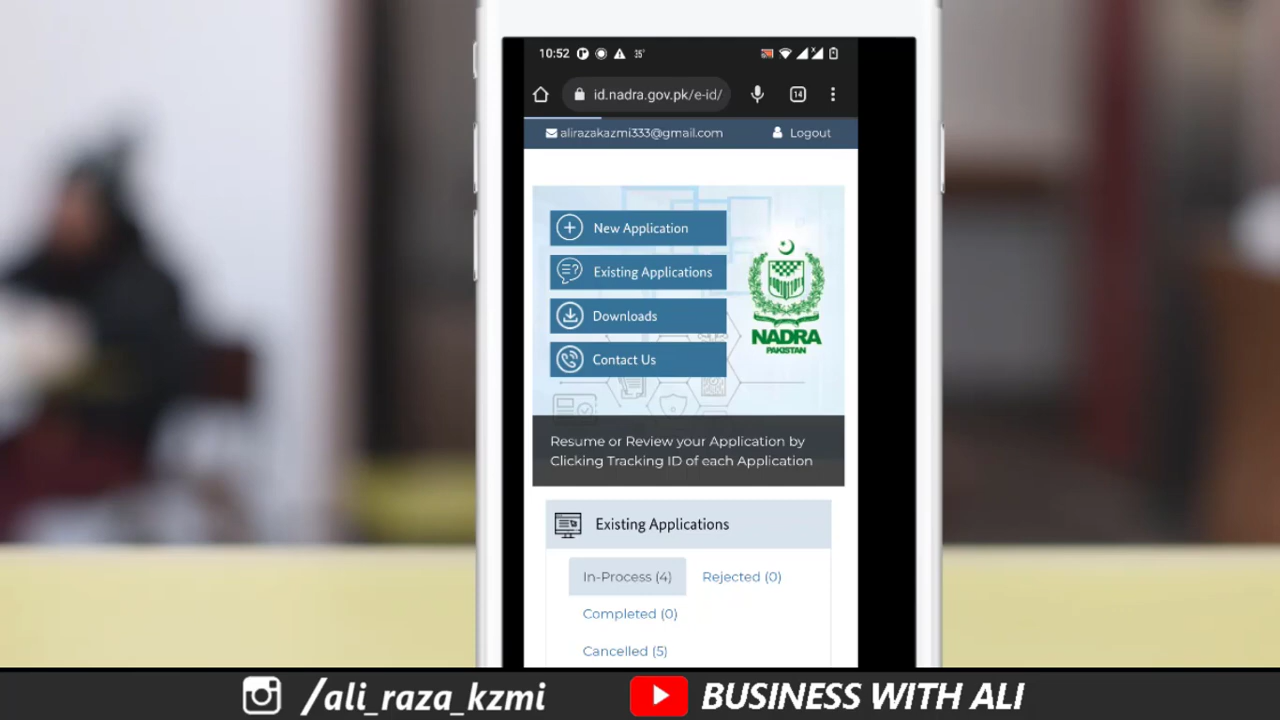 10:52
35°
id.nadra.gov.pk/e-id/
14
alirazakazmi333@gmail.com
Logout
New Application
Existing Applications
Downloads
Contact Us
NADRA
PAKISTAN
Resume or Review your Application by
Clicking Tracking ID of each Application
Existing Applications
In-Process (4)
Rejected (0)
Completed (0)
Cancelled (5)
/ali_raza_kzmi
BUSINESS WITH ALI